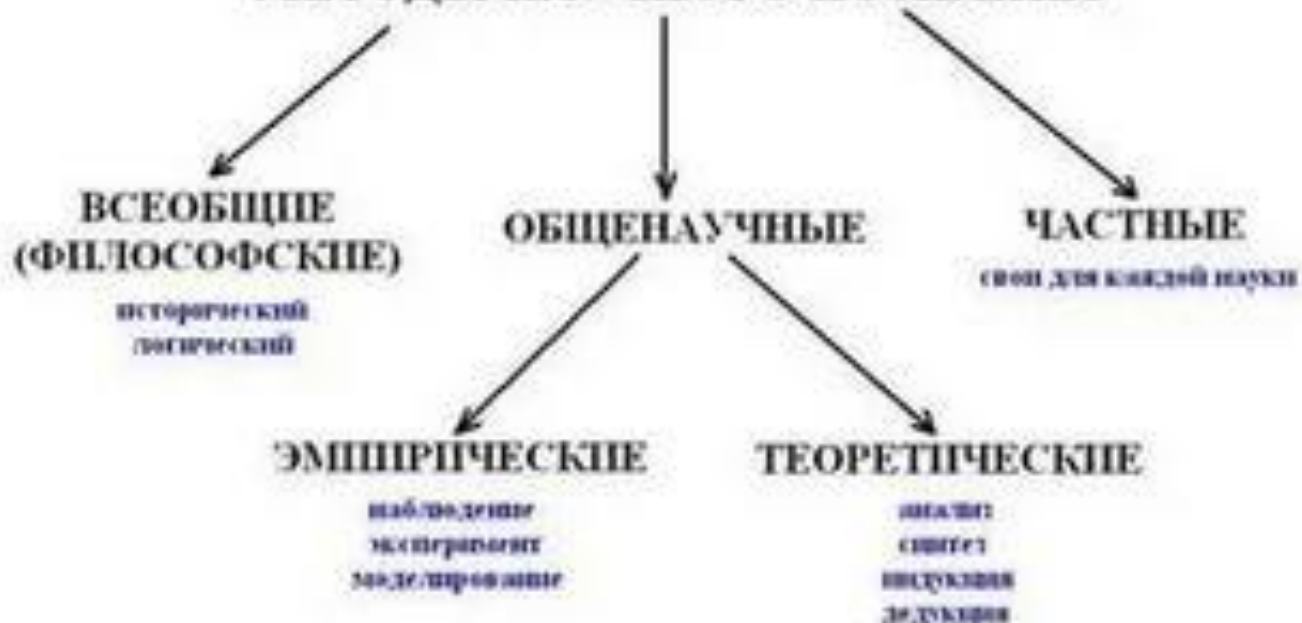 ВСЕОБЩИЕ
(ФИЛОСОФСКИЕ)
исторический
логический
ОБЩЕНАУЧНЫЕ
ЧАСТНЫЕ
свои для каждой науки
ЭМПИРИЧЕСКИЕ
наблюдение
эксперимент
моделирование
ТЕОРЕТИЧЕСКИЕ
анализ
синтез
индукция
дедукция